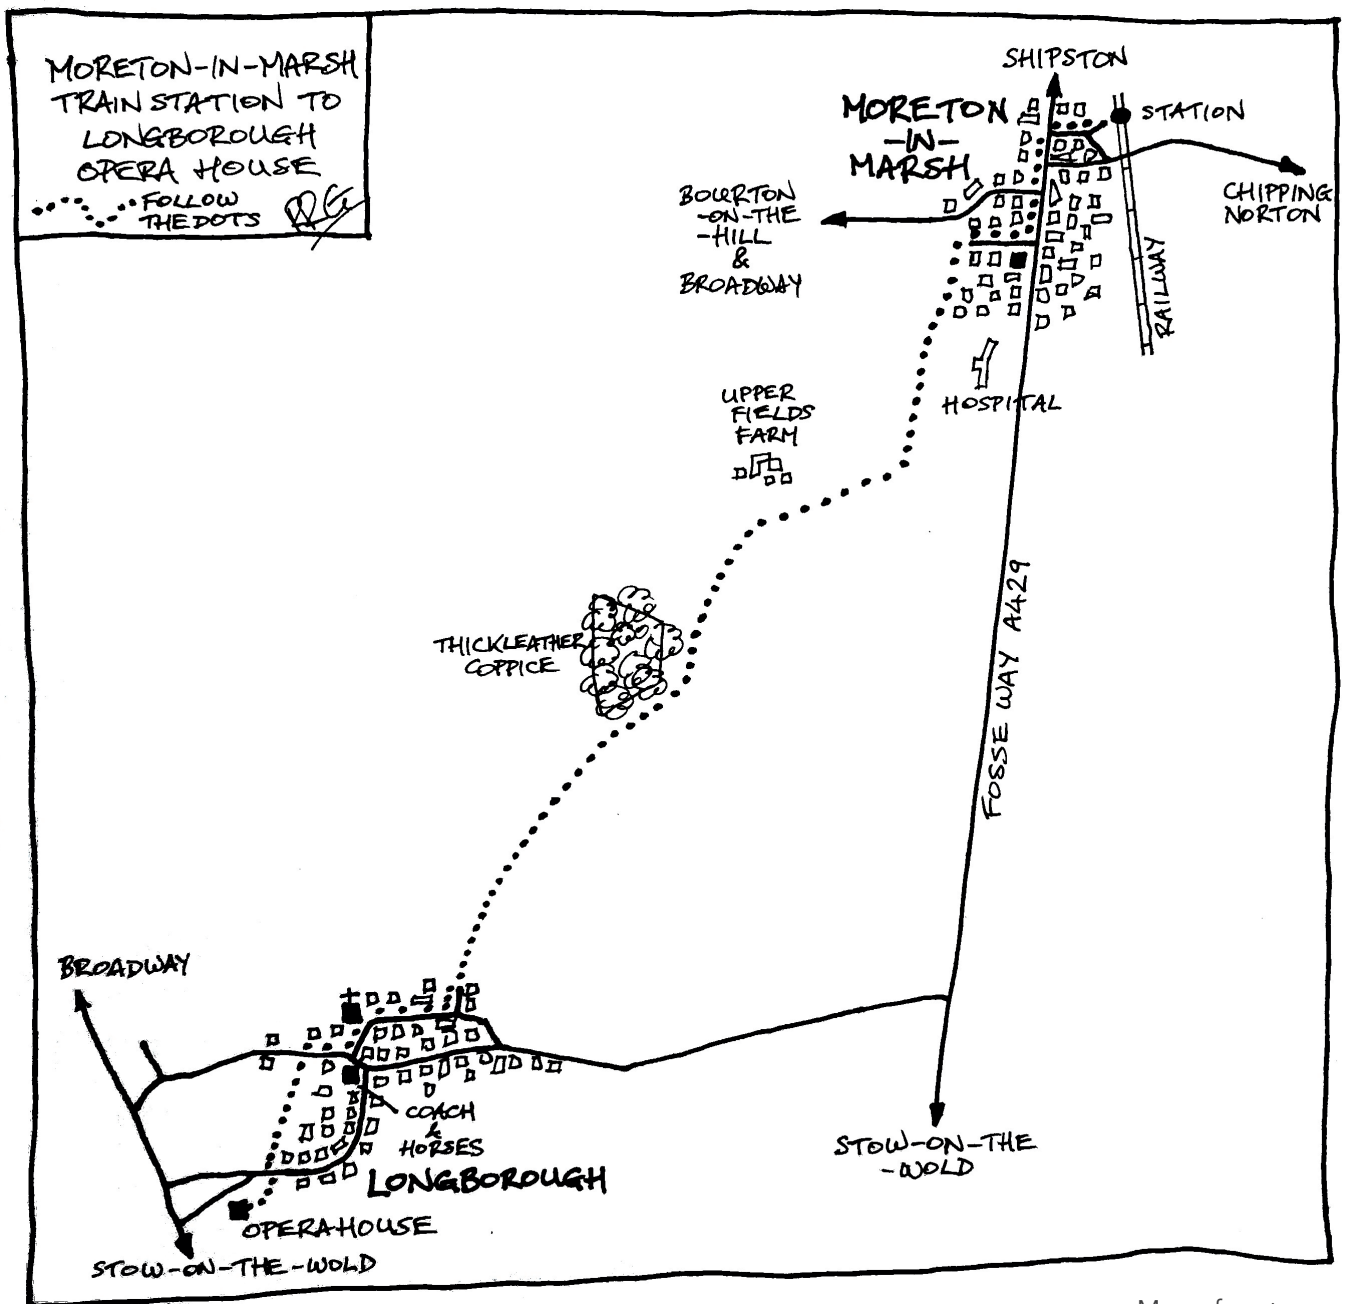 MORETON-IN-MARSH
TRAIN STATION TO
LONGBOROUGH
OPERA HOUSE
FOLLOW
THE DOTS
SHIPSTON
MORETON
-IN-
MARSH
STATION
CHIPPING
NORTON
BOURTON
-ON-THE
-HILL
&
BROADWAY
RAILWAY
HOSPITAL
UPPER
FIELDS
FARM
FOSSE WAY A429
THICKLEATHER
COPPICE
BROADWAY
COACH
&
HORSES
LONGBOROUGH
OPERA HOUSE
STOW-ON-THE-WOLD
STOW-ON-THE
-WOLD